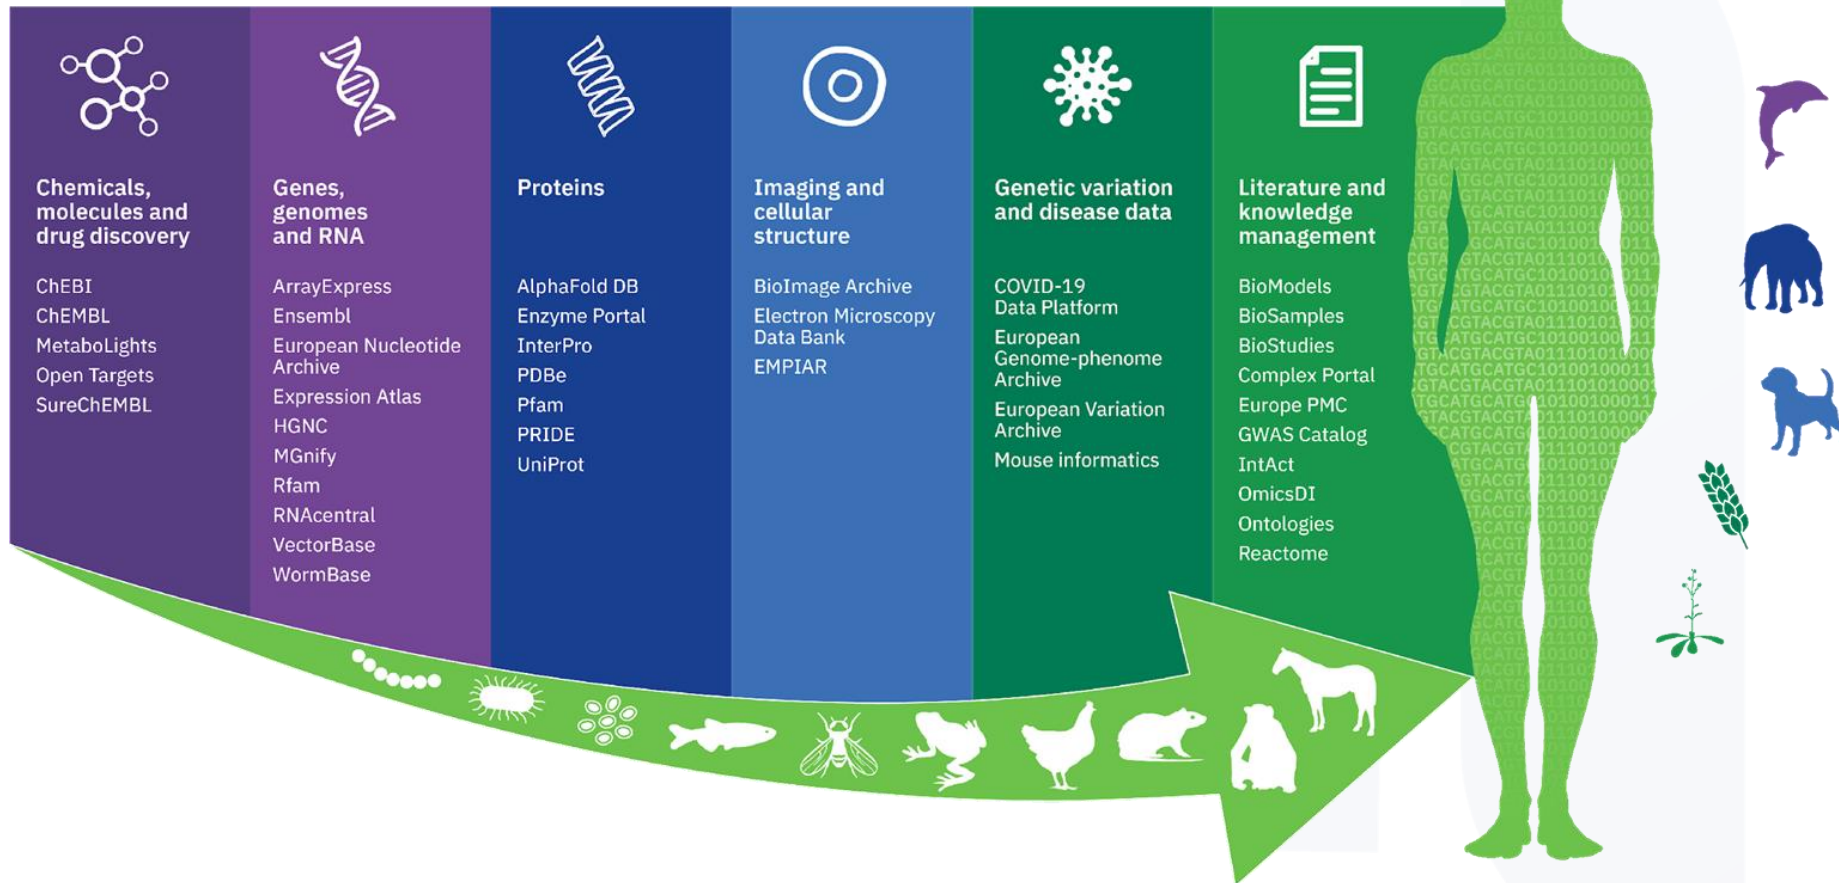 Chemicals,
molecules and
drug discovery
ChEBI
ChEMBL
MetaboLights
Open Targets
SureChEMBL
Genes,
genomes
and RNA
ArrayExpress
Ensembl
European Nucleotide
Archive
Expression Atlas
HGNC
MGnify
Rfam
RNAcentral
VectorBase
WormBase
Proteins
AlphaFold DB
Enzyme Portal
InterPro
PDBe
Pfam
PRIDE
UniProt
Imaging and
cellular
structure
BioImage Archive
Electron Microscopy
Data Bank
EMPIAR
Genetic variation
and disease data
COVID-19
Data Platform
European
Genome-phenome
Archive
European Variation
Archive
Mouse informatics
Literature and
knowledge
management
BioModels
BioSamples
BioStudies
Complex Portal
Europe PMC
GWAS Catalog
IntAct
OmicsDI
Ontologies
Reactome